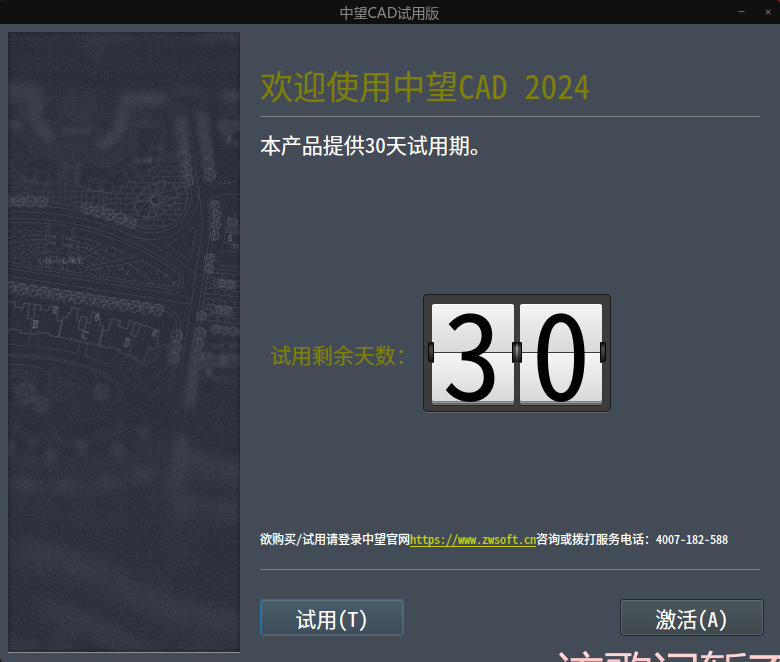 中望CAD试用版
欢迎使用中望CAD 2024
本产品提供30天试用期。
试用剩余天数：
30
欲购买/试用请登录中望官网https://www.zwsoft.cn咨询或拨打服务电话：4007-182-588
试用(T)
激活(A)